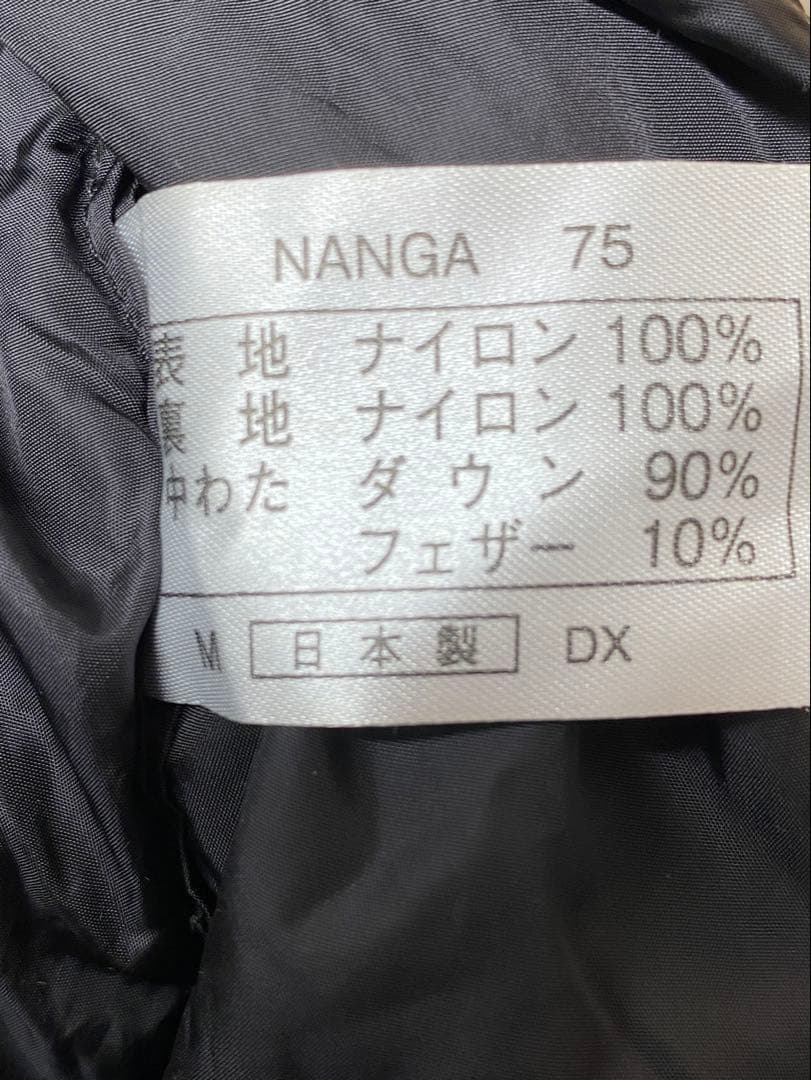 NANGA 75
表 地 ナイロン 100%
裏 地 ナイロン 100%
中わた ダウン 90%
フェザー 10%
M 日本製 DX